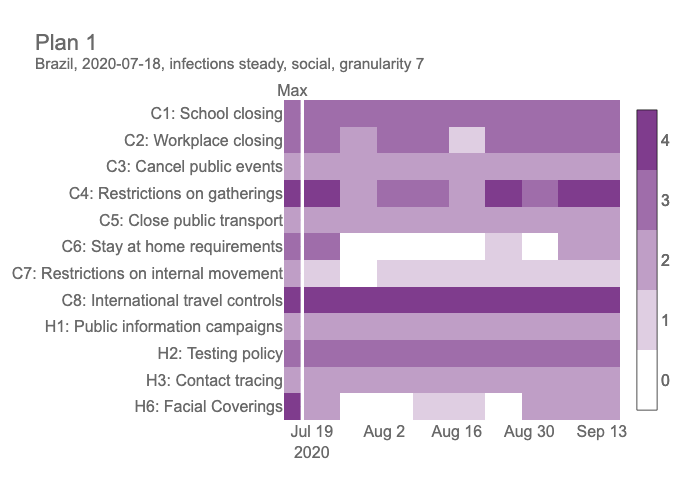 Plan 1
Brazil, 2020-07-18, infections steady, social, granularity 7
Max
C1: School closing
C2: Workplace closing
C3: Cancel public events
C4: Restrictions on gatherings
C5: Close public transport
C6: Stay at home requirements
C7: Restrictions on internal movement
C8: International travel controls
H1: Public information campaigns
H2: Testing policy
H3: Contact tracing
H6: Facial Coverings
4
3
2
1
0
Jul 19 Aug 2 Aug 16 Aug 30 Sep 13
2020